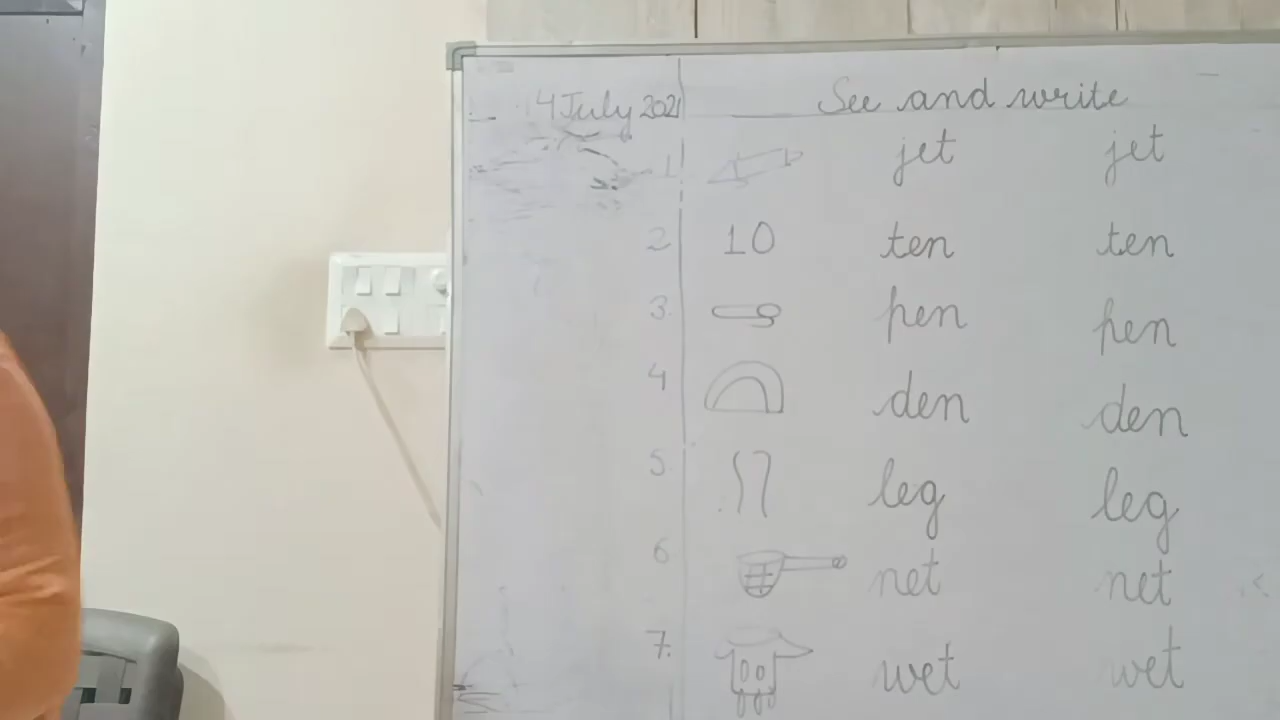 4 July 2021 See and write
1 jet jet
2 10 ten ten
3. pen pen
4 den den
5. leg leg
6. net net
7. wet wet